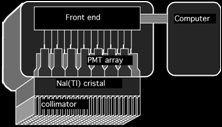 Front end
Computer
PMT array
NaI(Tl) cristal
collimator